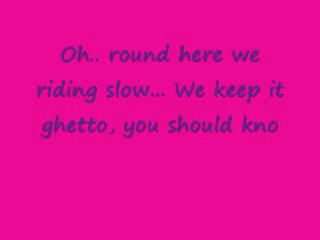 Oh.. round here we
riding slow... We keep it
ghetto, you should kno